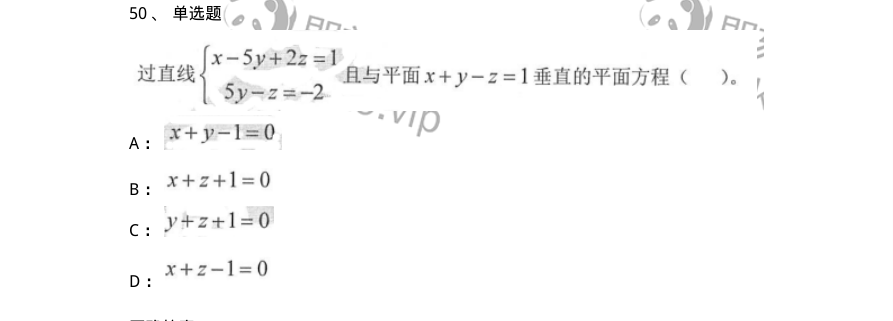 50 、 单选题
过直线 { x−5y+2z=1
5y−z=−2 且与平面 x+y−z=1 垂直的平面方程（ ）。
A： x+y−1=0
B： x+z+1=0
C： y+z+1=0
D： x+z−1=0